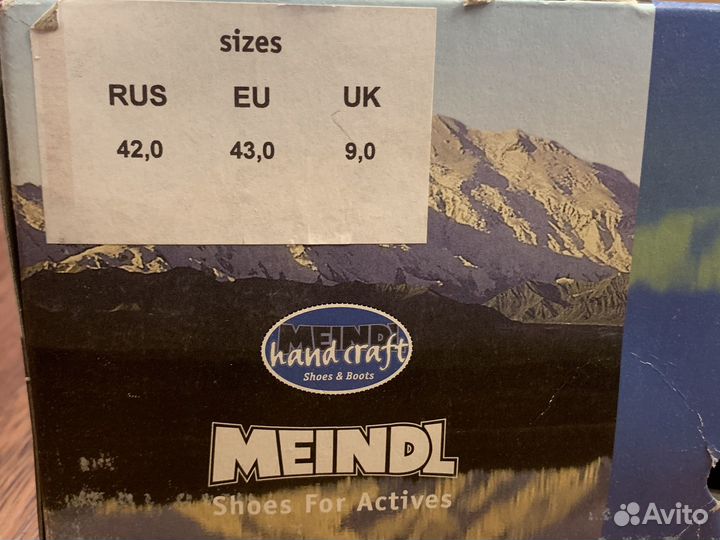 sizes
RUS EU UK
42,0 43,0 9,0
MEINDL
hand craft
Shoes & Boots
MEINDL
Shoes For Actives
Avito